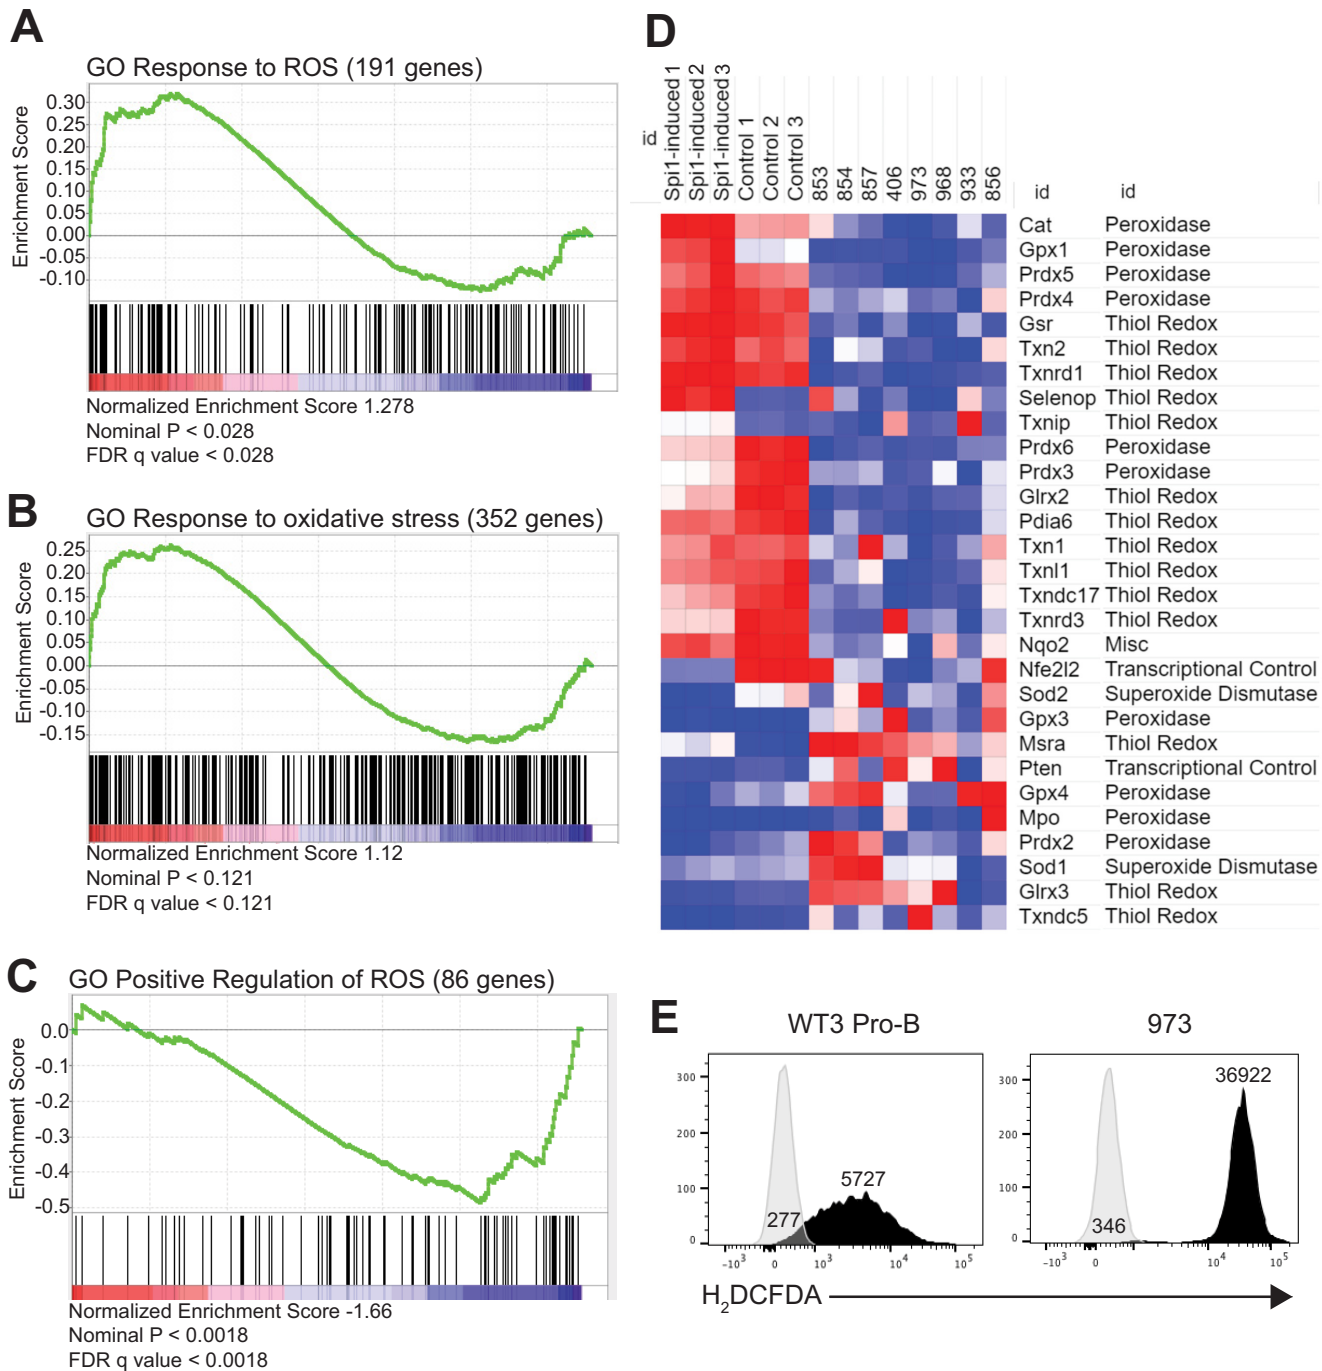 A
GO Response to ROS (191 genes)
Enrichment Score
0.30
0.25
0.20
0.15
0.10
0.05
0.00
-0.05
-0.10
Normalized Enrichment Score 1.278
Nominal P < 0.028
FDR q value < 0.028
B
GO Response to oxidative stress (352 genes)
Enrichment Score
0.25
0.20
0.15
0.10
0.05
0.00
-0.05
-0.10
-0.15
Normalized Enrichment Score 1.12
Nominal P < 0.121
FDR q value < 0.121
C
GO Positive Regulation of ROS (86 genes)
Enrichment Score
0.0
-0.1
-0.2
-0.3
-0.4
-0.5
Normalized Enrichment Score -1.66
Nominal P < 0.0018
FDR q value < 0.0018
D
id
Spi1-induced 1
Spi1-induced 2
Spi1-induced 3
Control 1
Control 2
Control 3
853
854
857
406
973
968
933
856
id id
Cat Peroxidase
Gpx1 Peroxidase
Prdx5 Peroxidase
Prdx4 Peroxidase
Gsr Thiol Redox
Txn2 Thiol Redox
Txnrd1 Thiol Redox
Selenop Thiol Redox
Txnip Thiol Redox
Prdx6 Peroxidase
Prdx3 Peroxidase
Glrx2 Thiol Redox
Pdia6 Thiol Redox
Txn1 Thiol Redox
Txnl1 Thiol Redox
Txndc17 Thiol Redox
Txnrd3 Thiol Redox
Nqo2 Misc
Nfe2l2 Transcriptional Control
Sod2 Superoxide Dismutase
Gpx3 Peroxidase
Msra Thiol Redox
Pten Transcriptional Control
Gpx4 Peroxidase
Mpo Peroxidase
Prdx2 Peroxidase
Sod1 Superoxide Dismutase
Glrx3 Thiol Redox
Txndc5 Thiol Redox
E
WT3 Pro-B
300
200
100
0
277
5727
-10³ 0 10³ 10⁴ 10⁵
973
300
200
100
0
346
36922
-10³ 0 10⁴ 10⁵
H₂DCFDA